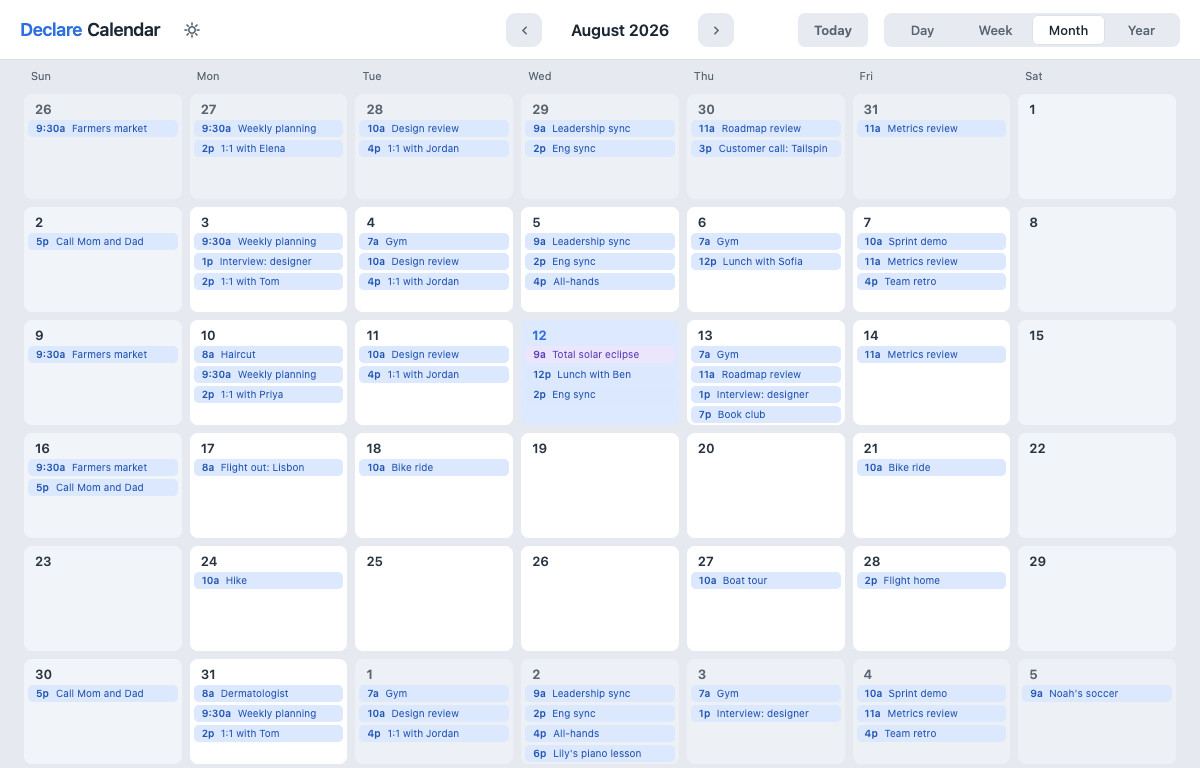 Declare Calendar
August 2026
Today
Day Week Month Year
Sun Mon Tue Wed Thu Fri Sat
26
9:30a Farmers market
27
9:30a Weekly planning
2p 1:1 with Elena
28
10a Design review
4p 1:1 with Jordan
29
9a Leadership sync
2p Eng sync
30
11a Roadmap review
3p Customer call: Tailspin
31
11a Metrics review
1
2
5p Call Mom and Dad
3
9:30a Weekly planning
1p Interview: designer
2p 1:1 with Tom
4
7a Gym
10a Design review
4p 1:1 with Jordan
5
9a Leadership sync
2p Eng sync
4p All-hands
6
7a Gym
12p Lunch with Sofia
7
10a Sprint demo
11a Metrics review
4p Team retro
8
9
9:30a Farmers market
10
8a Haircut
9:30a Weekly planning
2p 1:1 with Priya
11
10a Design review
4p 1:1 with Jordan
12
9a Total solar eclipse
12p Lunch with Ben
2p Eng sync
13
7a Gym
11a Roadmap review
1p Interview: designer
7p Book club
14
11a Metrics review
15
16
9:30a Farmers market
5p Call Mom and Dad
17
8a Flight out: Lisbon
18
10a Bike ride
19
20
21
10a Bike ride
22
23
24
10a Hike
25
26
27
10a Boat tour
28
2p Flight home
29
30
5p Call Mom and Dad
31
8a Dermatologist
9:30a Weekly planning
2p 1:1 with Tom
1
7a Gym
10a Design review
4p 1:1 with Jordan
2
9a Leadership sync
2p Eng sync
4p All-hands
6p Lily's piano lesson
3
7a Gym
1p Interview: designer
4
10a Sprint demo
11a Metrics review
4p Team retro
5
9a Noah's soccer